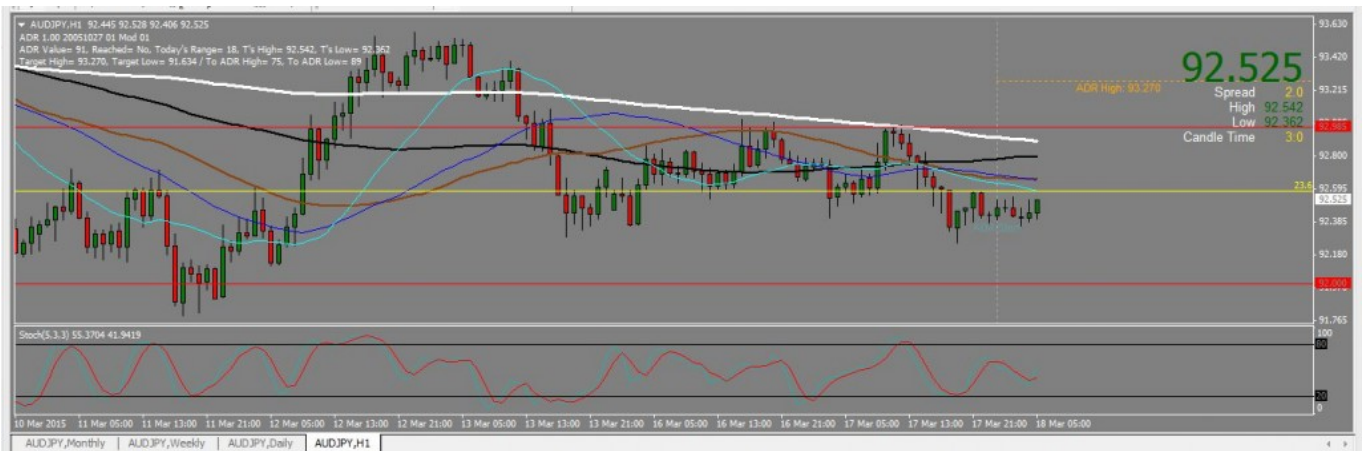 AUDJPY,H1 92.445 92.528 92.406 92.525
ADR 1.00 20051027 01 Mod 01
ADR Value= 91, Reached= No. Today's Range= 18, T's High= 92.542, T's Low= 92.362
Target High= 93.270, Target Low= 91.634 / To ADR High= 75, To ADR Low= 89
92.525
ADR High: 93.270
Spread 2.0
High 92.542
Low 92.362
Candle Time 3:0
93.630
93.420
93.215
92.985
92.800
23.6
92.595
92.525
92.385
92.180
92.000
91.765
Stoch(5,3,3) 55.3704 41.9419
100
80
20
0
10 Mar 2015 11 Mar 05:00 11 Mar 13:00 11 Mar 21:00 12 Mar 05:00 12 Mar 13:00 12 Mar 21:00 13 Mar 05:00 13 Mar 13:00 13 Mar 21:00 16 Mar 05:00 16 Mar 13:00 16 Mar 21:00 17 Mar 05:00 17 Mar 13:00 17 Mar 21:00 18 Mar 05:00
AUDJPY,Monthly AUDJPY,Weekly AUDJPY,Daily AUDJPY,H1